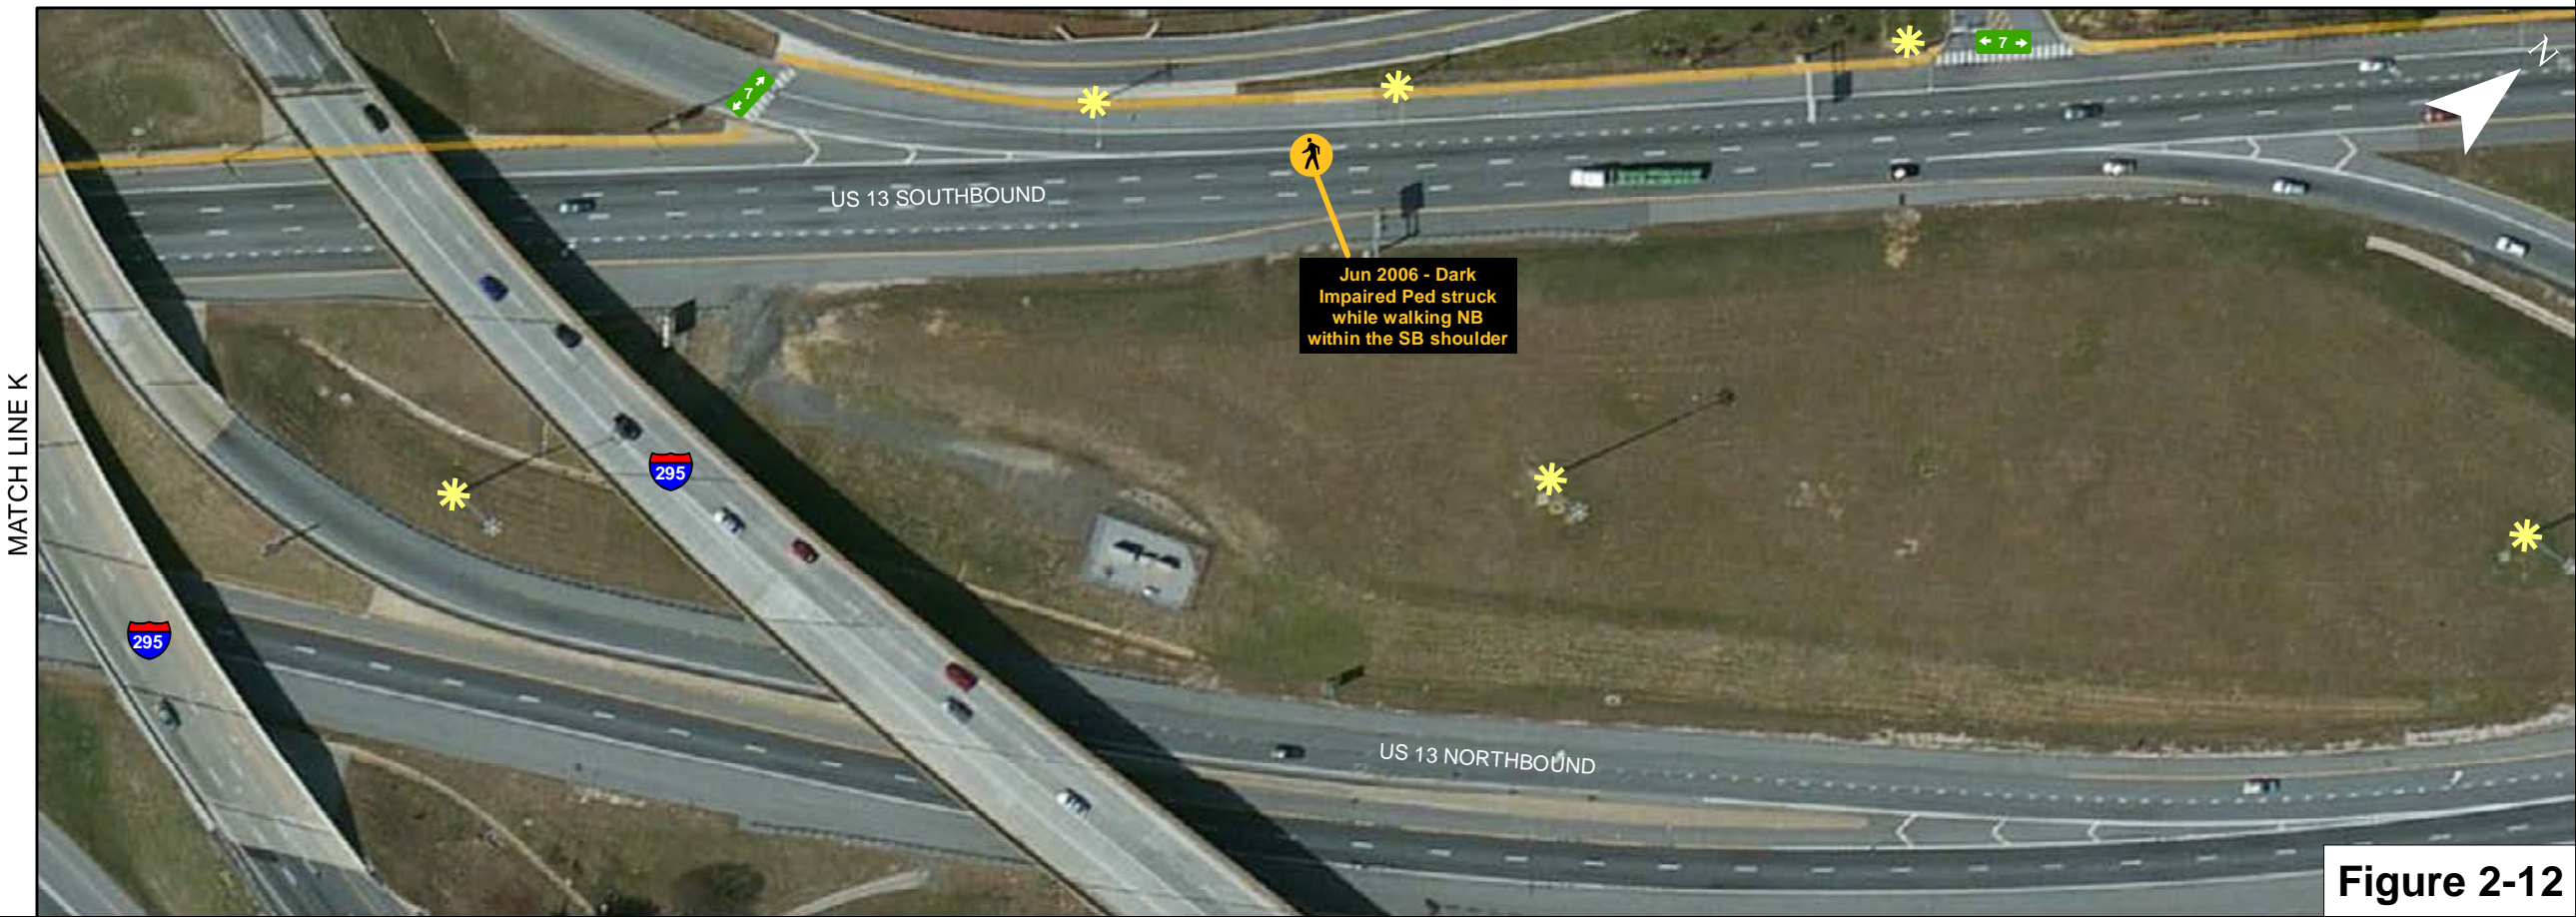 ← 7 →
← 7 →
N
US 13 SOUTHBOUND
Jun 2006 - Dark
Impaired Ped struck
while walking NB
within the SB shoulder
MATCH LINE K
295
295
US 13 NORTHBOUND
Figure 2-12